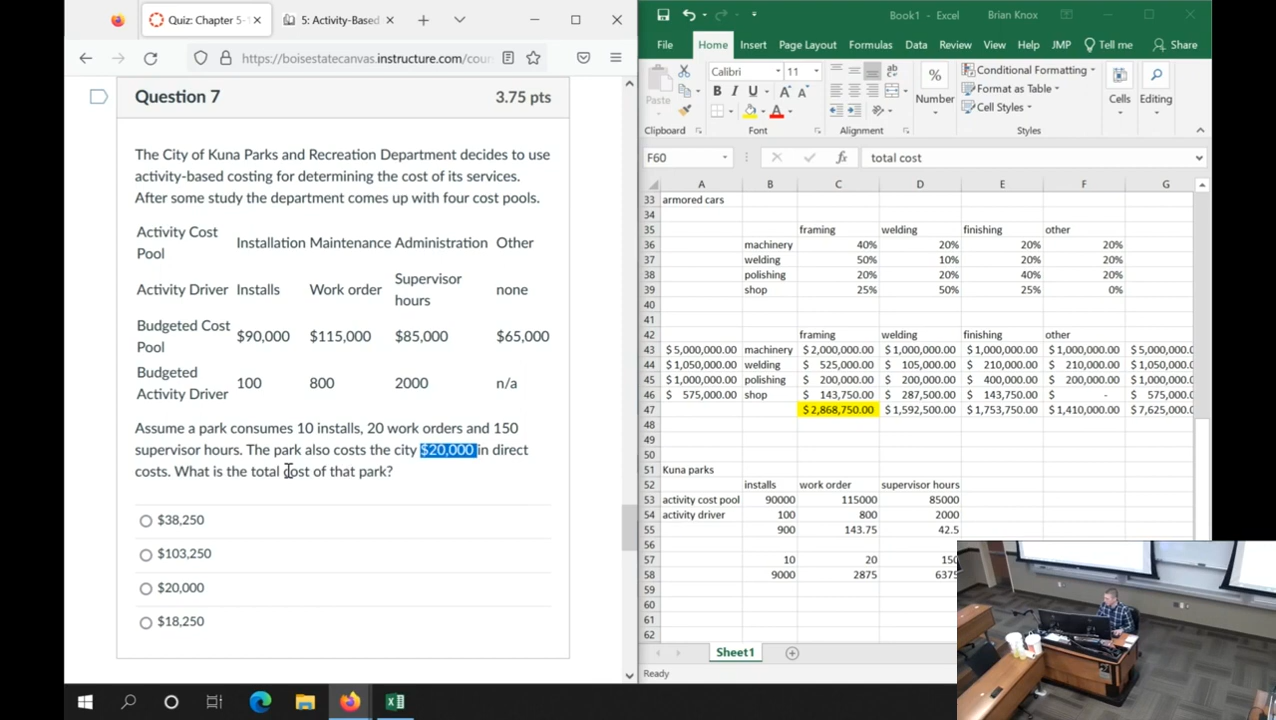 Quiz: Chapter 5-
5: Activity-Based
https://boisestatecanvas.instructure.com/cour
Question 7
3.75 pts
The City of Kuna Parks and Recreation Department decides to use
activity-based costing for determining the cost of its services.
After some study the department comes up with four cost pools.
Activity Cost Pool Installation Maintenance Administration Other
Activity Driver Installs Work order Supervisor hours none
Budgeted Cost Pool $90,000 $115,000 $85,000 $65,000
Budgeted Activity Driver 100 800 2000 n/a
Assume a park consumes 10 installs, 20 work orders and 150
supervisor hours. The park also costs the city $20,000 in direct
costs. What is the total cost of that park?
$38,250
$103,250
$20,000
$18,250
Book1 - Excel
Brian Knox
File Home Insert Page Layout Formulas Data Review View Help JMP Tell me Share
Calibri 11
Paste
B I U
Number
Conditional Formatting
Format as Table
Cell Styles
Cells
Editing
Clipboard Font Alignment Styles
F60 fx total cost
A B C D E F G
33 armored cars
34
35 framing welding finishing other
36 machinery 40% 20% 20% 20%
37 welding 50% 10% 20% 20%
38 polishing 20% 20% 40% 20%
39 shop 25% 50% 25% 0%
40
41
42 framing welding finishing other
43 $ 5,000,000.00 machinery $ 2,000,000.00 $ 1,000,000.00 $ 1,000,000.00 $ 1,000,000.00 $ 5,000,000.0
44 $ 1,050,000.00 welding $ 525,000.00 $ 105,000.00 $ 210,000.00 $ 210,000.00 $ 1,050,000.0
45 $ 1,000,000.00 polishing $ 200,000.00 $ 200,000.00 $ 400,000.00 $ 200,000.00 $ 1,000,000.0
46 $ 575,000.00 shop $ 143,750.00 $ 287,500.00 $ 143,750.00 $ - $ 575,000.0
47 $ 2,868,750.00 $ 1,592,500.00 $ 1,753,750.00 $ 1,410,000.00 $ 7,625,000.0
48
49
50
51 Kuna parks
52 installs work order supervisor hours
53 activity cost pool 90000 115000 85000
54 activity driver 100 800 2000
55 900 143.75 42.5
56
57 10 20 150
58 9000 2875 6375
59
60
61
62
Sheet1
Ready